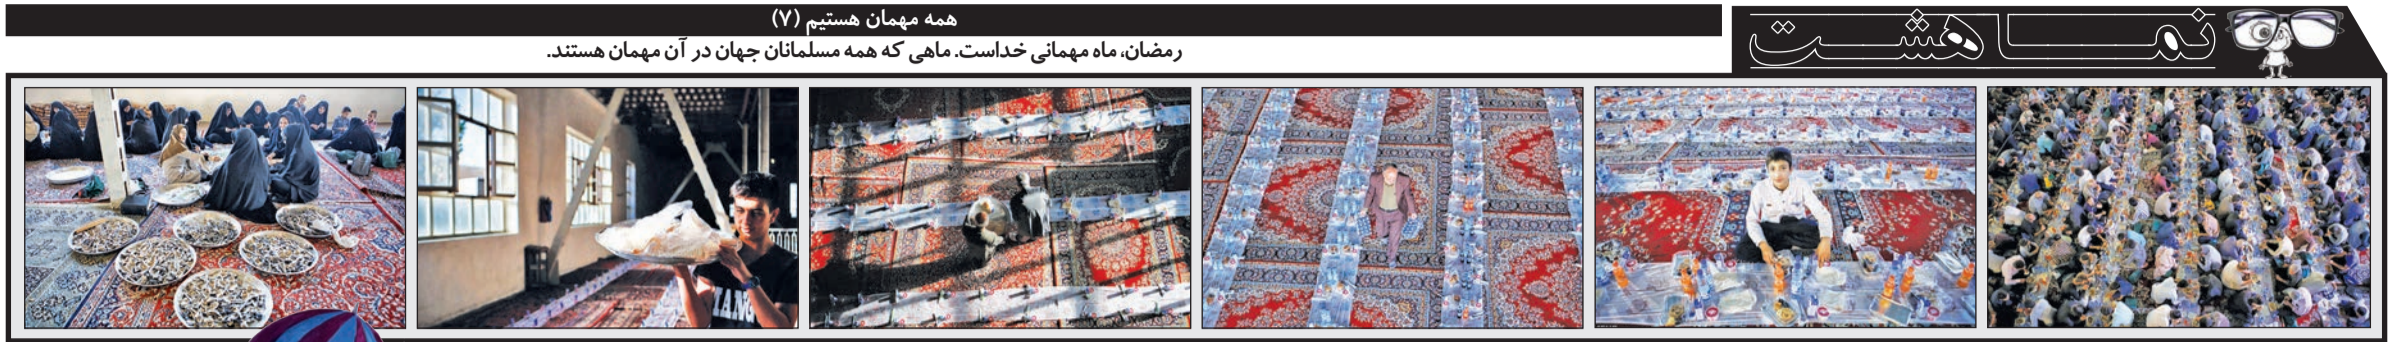 نماهشت
همه مهمان هستیم (۷)
رمضان، ماه مهمانی خداست. ماهی که همه مسلمانان جهان در آن مهمان هستند.